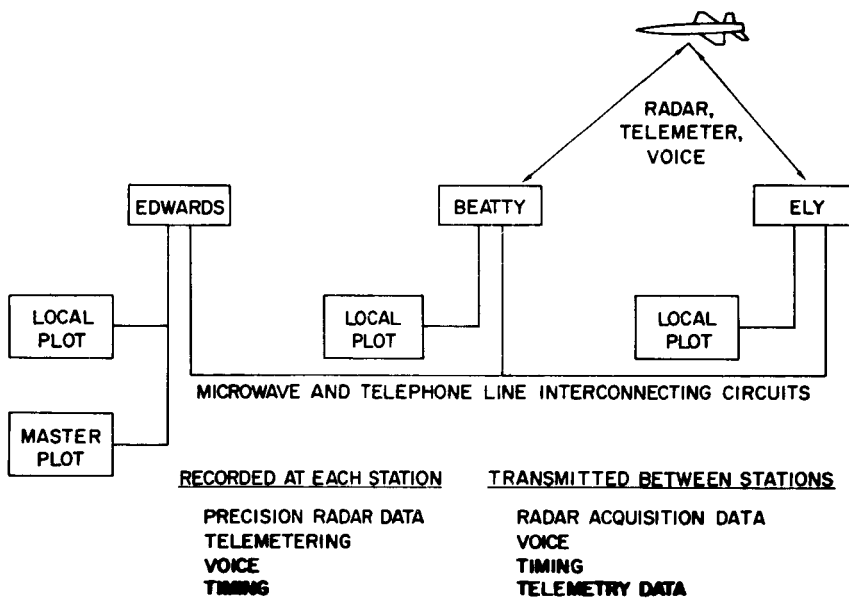 RADAR,
TELEMETER,
VOICE
EDWARDS
BEATTY
ELY
LOCAL
PLOT
LOCAL
PLOT
LOCAL
PLOT
MICROWAVE AND TELEPHONE LINE INTERCONNECTING CIRCUITS
MASTER
PLOT
RECORDED AT EACH STATION
PRECISION RADAR DATA
TELEMETERING
VOICE
TIMING
TRANSMITTED BETWEEN STATIONS
RADAR ACQUISITION DATA
VOICE
TIMING
TELEMETRY DATA